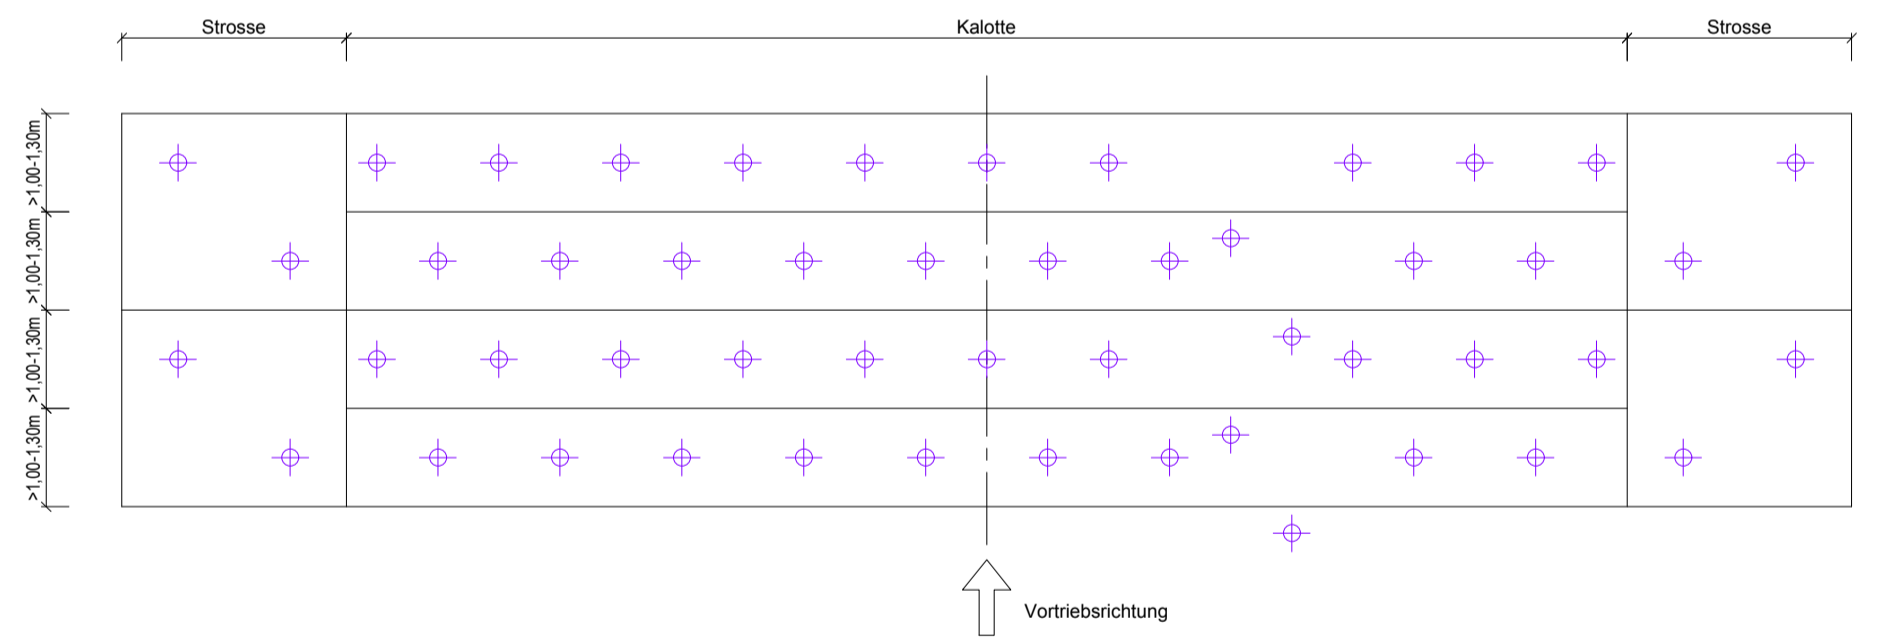 Strosse
Kalotte
Strosse
>1,00-1,30m
>1,00-1,30m
>1,00-1,30m
>1,00-1,30m
Vortriebsrichtung